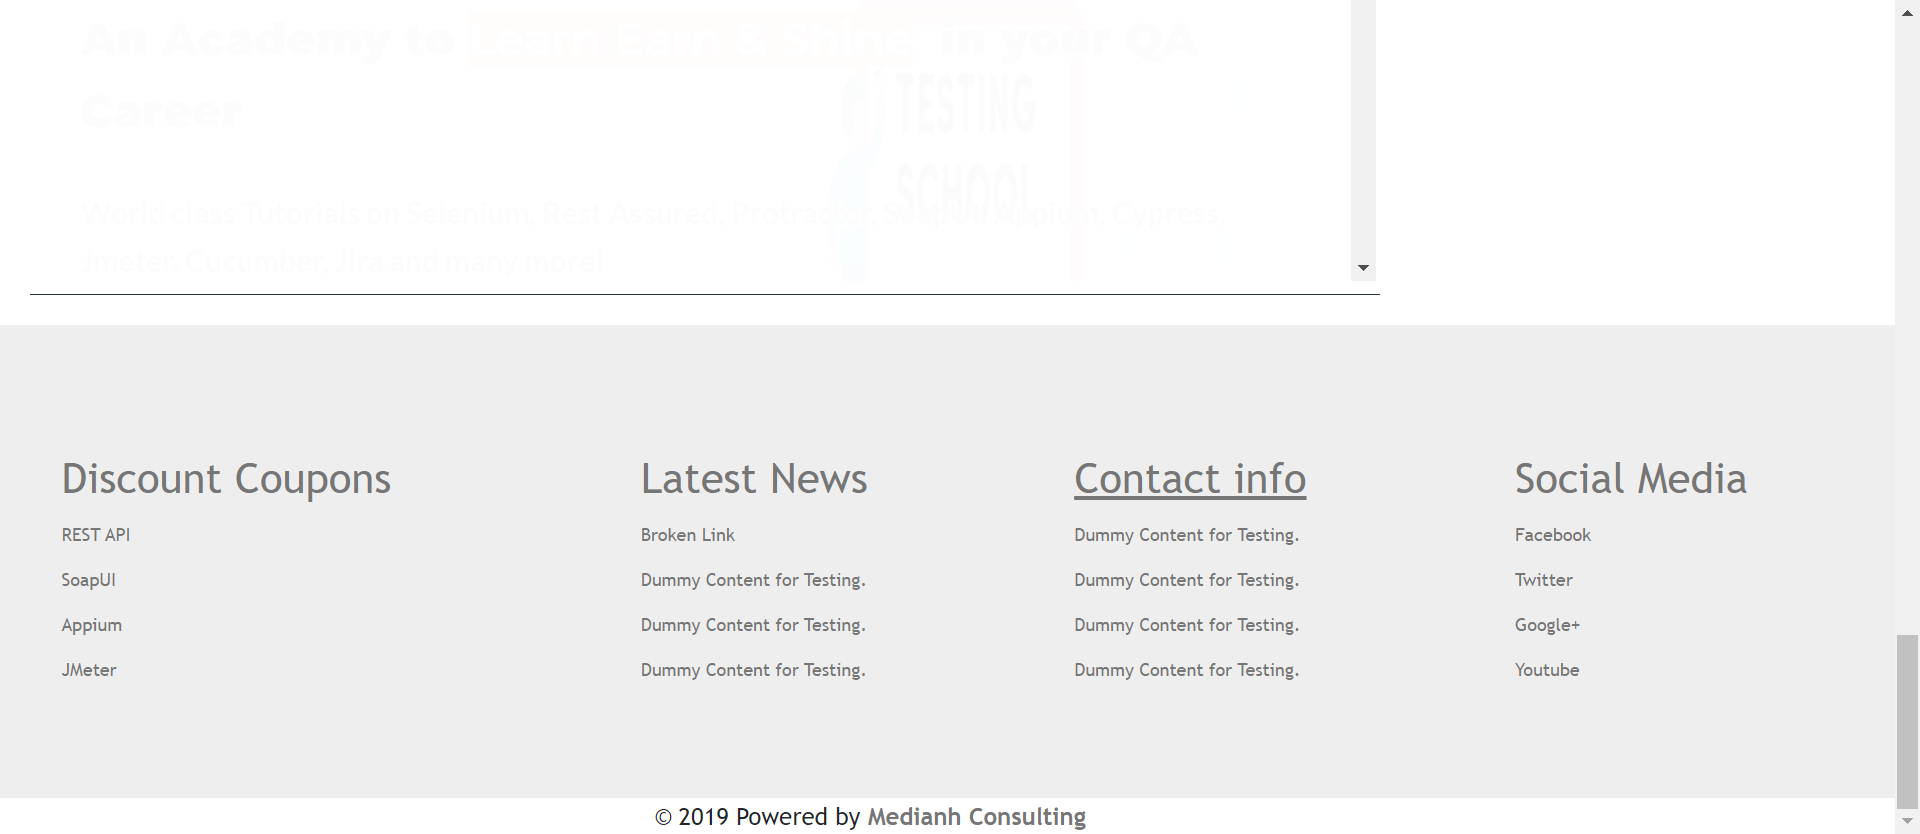 An Academy to Learn Earn & Shine in your QA
Career
TESTING
SCHOOL
World class Tutorials on Selenium, Rest Assured, Protractor, SoapUI, Appium, Cypress,
Jmeter, Cucumber, Jira and many more!
Discount Coupons
REST API
SoapUI
Appium
JMeter
Latest News
Broken Link
Dummy Content for Testing.
Dummy Content for Testing.
Dummy Content for Testing.
Contact info
Dummy Content for Testing.
Dummy Content for Testing.
Dummy Content for Testing.
Dummy Content for Testing.
Social Media
Facebook
Twitter
Google+
Youtube
© 2019 Powered by Medianh Consulting